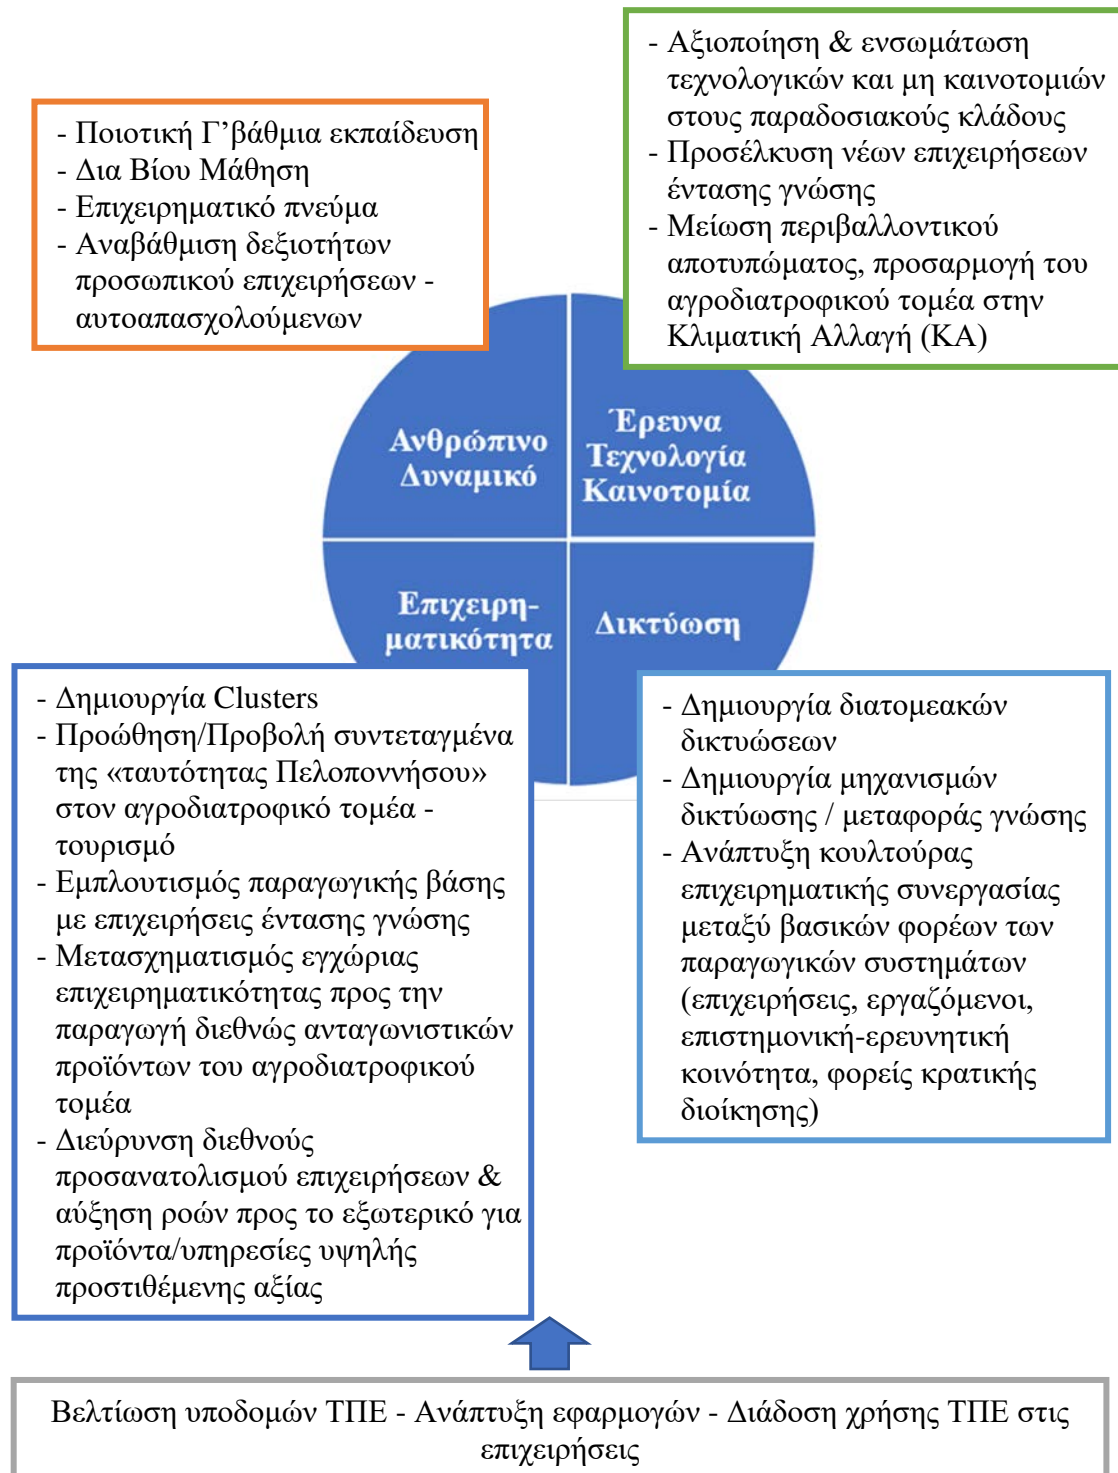 - Ποιοτική Γ’βάθμια εκπαίδευση
- Δια Βίου Μάθηση
- Επιχειρηματικό πνεύμα
- Αναβάθμιση δεξιοτήτων
προσωπικού επιχειρήσεων -
αυτοαπασχολούμενων
- Αξιοποίηση & ενσωμάτωση
τεχνολογικών και μη καινοτομιών
στους παραδοσιακούς κλάδους
- Προσέλκυση νέων επιχειρήσεων
έντασης γνώσης
- Μείωση περιβαλλοντικού
αποτυπώματος, προσαρμογή του
αγροδιατροφικού τομέα στην
Κλιματική Αλλαγή (ΚΑ)
Ανθρώπινο
Δυναμικό
Έρευνα
Τεχνολογία
Καινοτομία
Επιχειρη-
ματικότητα
Δικτύωση
- Δημιουργία Clusters
- Προώθηση/Προβολή συντεταγμένα
της «ταυτότητας Πελοποννήσου»
στον αγροδιατροφικό τομέα -
τουρισμό
- Εμπλουτισμός παραγωγικής βάσης
με επιχειρήσεις έντασης γνώσης
- Μετασχηματισμός εγχώριας
επιχειρηματικότητας προς την
παραγωγή διεθνώς ανταγωνιστικών
προϊόντων του αγροδιατροφικού
τομέα
- Διεύρυνση διεθνούς
προσανατολισμού επιχειρήσεων &
αύξηση ροών προς το εξωτερικό για
προϊόντα/υπηρεσίες υψηλής
προστιθέμενης αξίας
- Δημιουργία διατομεακών
δικτυώσεων
- Δημιουργία μηχανισμών
δικτύωσης / μεταφοράς γνώσης
- Ανάπτυξη κουλτούρας
επιχειρηματικής συνεργασίας
μεταξύ βασικών φορέων των
παραγωγικών συστημάτων
(επιχειρήσεις, εργαζόμενοι,
επιστημονική-ερευνητική
κοινότητα, φορείς κρατικής
διοίκησης)
Βελτίωση υποδομών ΤΠΕ - Ανάπτυξη εφαρμογών - Διάδοση χρήσης ΤΠΕ στις
επιχειρήσεις